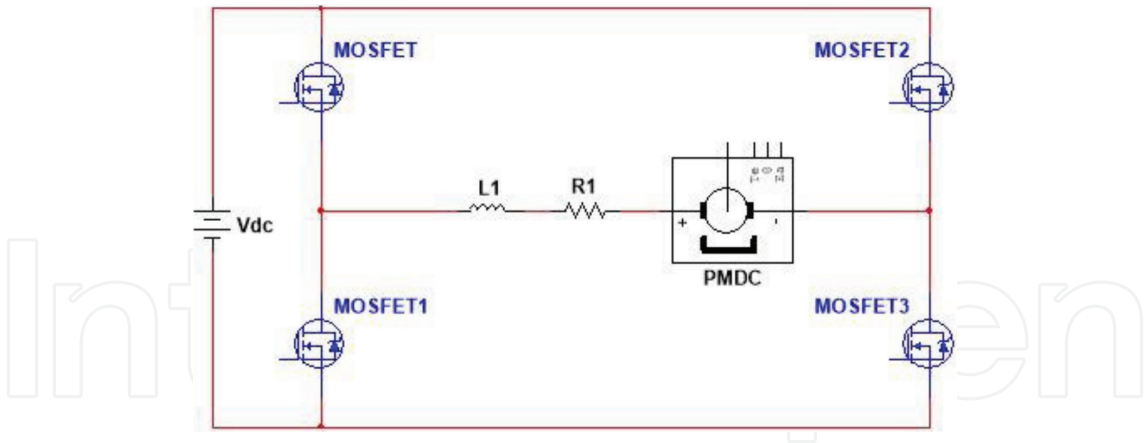 MOSFET
MOSFET2
L1
R1
Vdc
+
-
PMDC
MOSFET1
MOSFET3